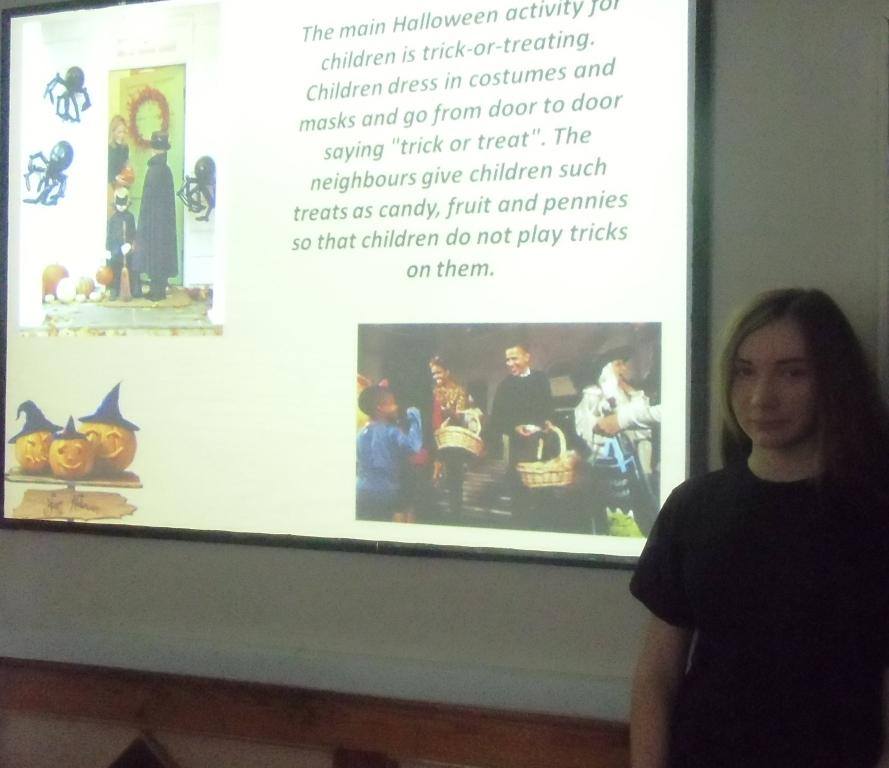 The main Halloween activity for
children is trick-or-treating.
Children dress in costumes and
masks and go from door to door
saying "trick or treat". The
neighbours give children such
treats as candy, fruit and pennies
so that children do not play tricks
on them.